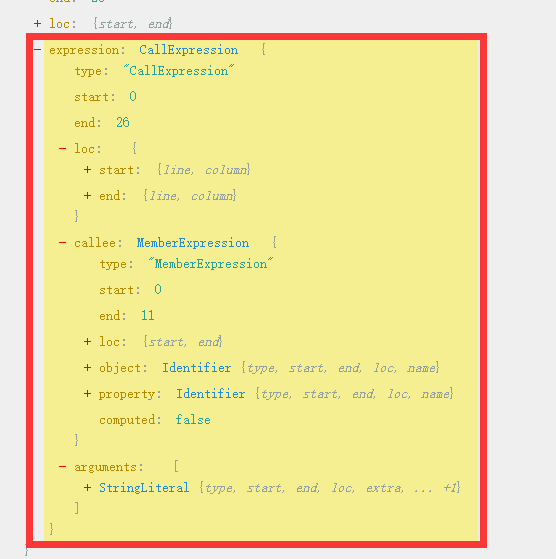 + loc: {start, end}
- expression: CallExpression {
type: "CallExpression"
start: 0
end: 26
- loc: {
+ start: {line, column}
+ end: {line, column}
}
- callee: MemberExpression {
type: "MemberExpression"
start: 0
end: 11
+ loc: {start, end}
+ object: Identifier {type, start, end, loc, name}
+ property: Identifier {type, start, end, loc, name}
computed: false
}
- arguments: [
+ StringLiteral {type, start, end, loc, extra, ... +1}
]
}
}